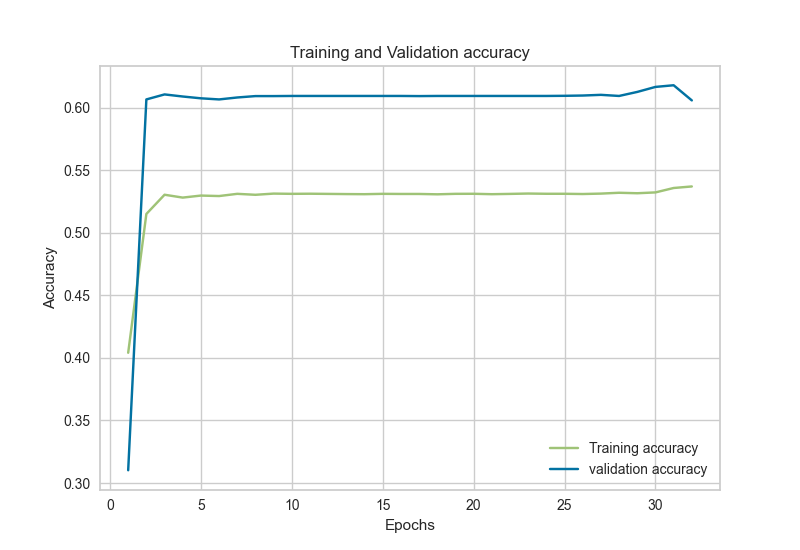 Training and Validation accuracy
0.60
0.55
0.50
0.45
0.40
0.35
0.30
Accuracy
Training accuracy
validation accuracy
0 5 10 15 20 25 30
Epochs